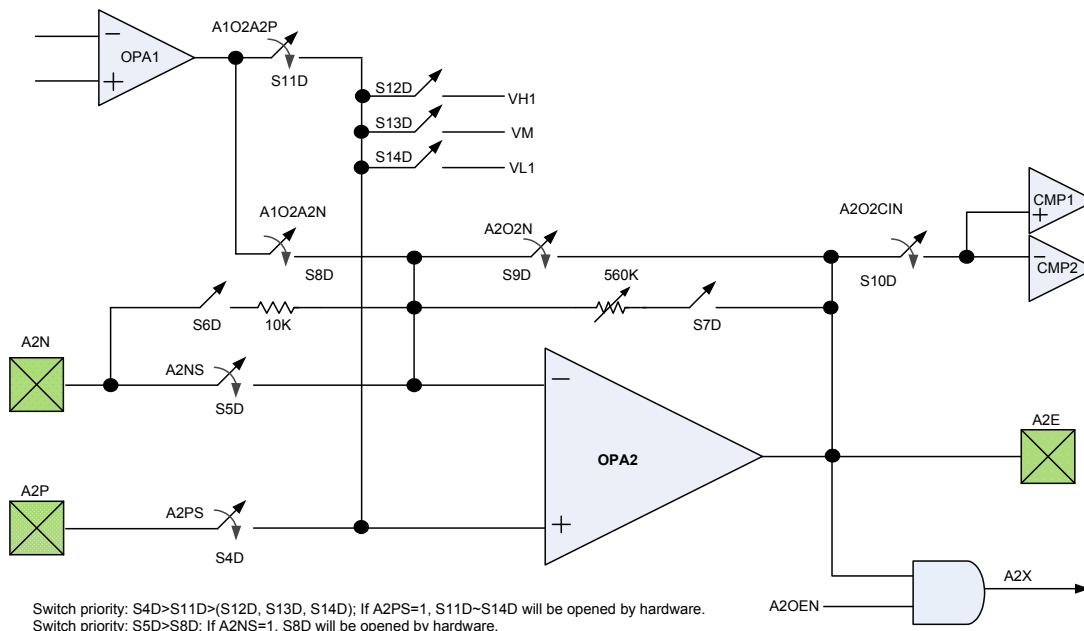 A1O2A2P
OPA1
S11D
S12D
VH1
S13D
VM
S14D
VL1
A1O2A2N
A2O2N
A2O2CIN
CMP1
CMP2
S8D
S9D
560K
S10D
S6D
10K
S7D
A2N
A2NS
S5D
A2E
OPA2
A2P
A2PS
S4D
A2X
A2OEN
Switch priority: S4D>S11D>(S12D, S13D, S14D); If A2PS=1, S11D~S14D will be opened by hardware.
Switch priority: S5D>S8D; If A2NS=1, S8D will be opened by hardware.